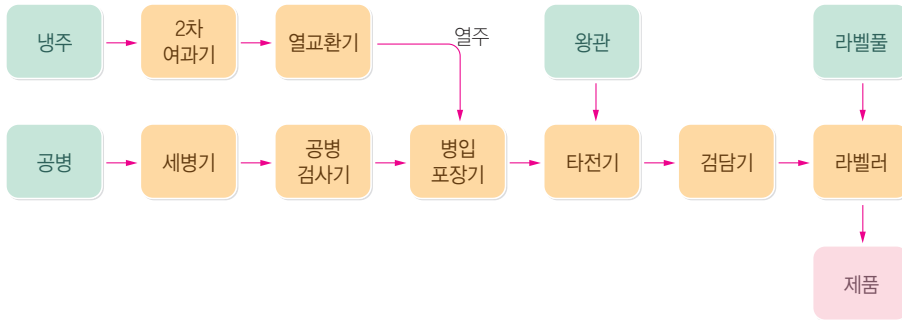 냉주
2차
여과기
열교환기
열주
왕관
라벨풀
공병
세병기
공병
검사기
병입
포장기
타전기
검담기
라벨러
제품